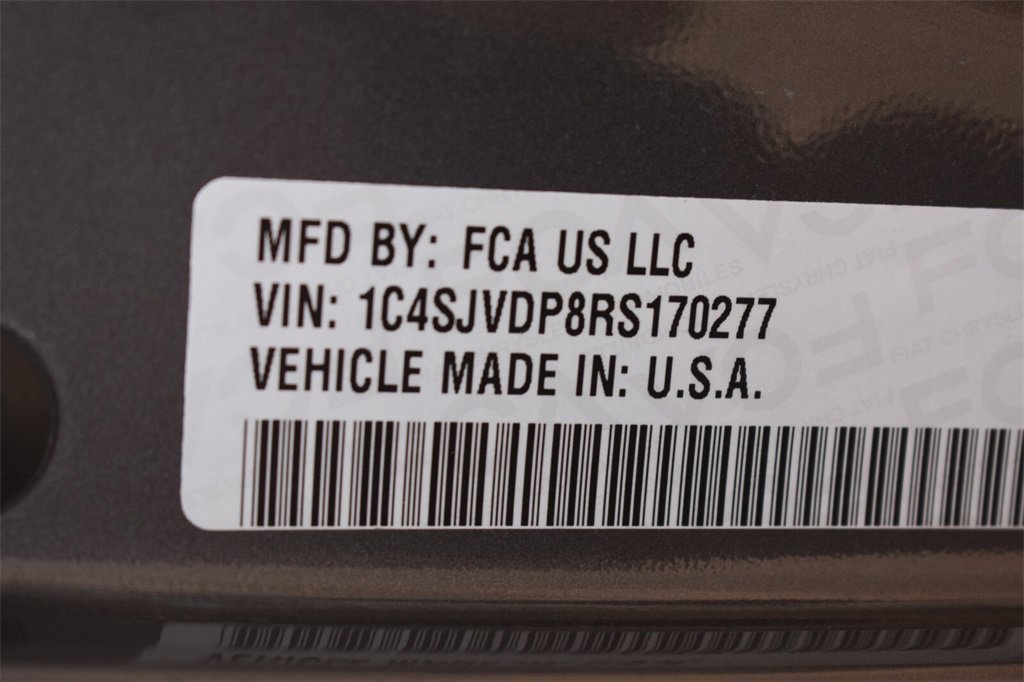 MFD BY: FCA US LLC
VIN: 1C4SJVDP8RS170277
VEHICLE MADE IN: U.S.A.